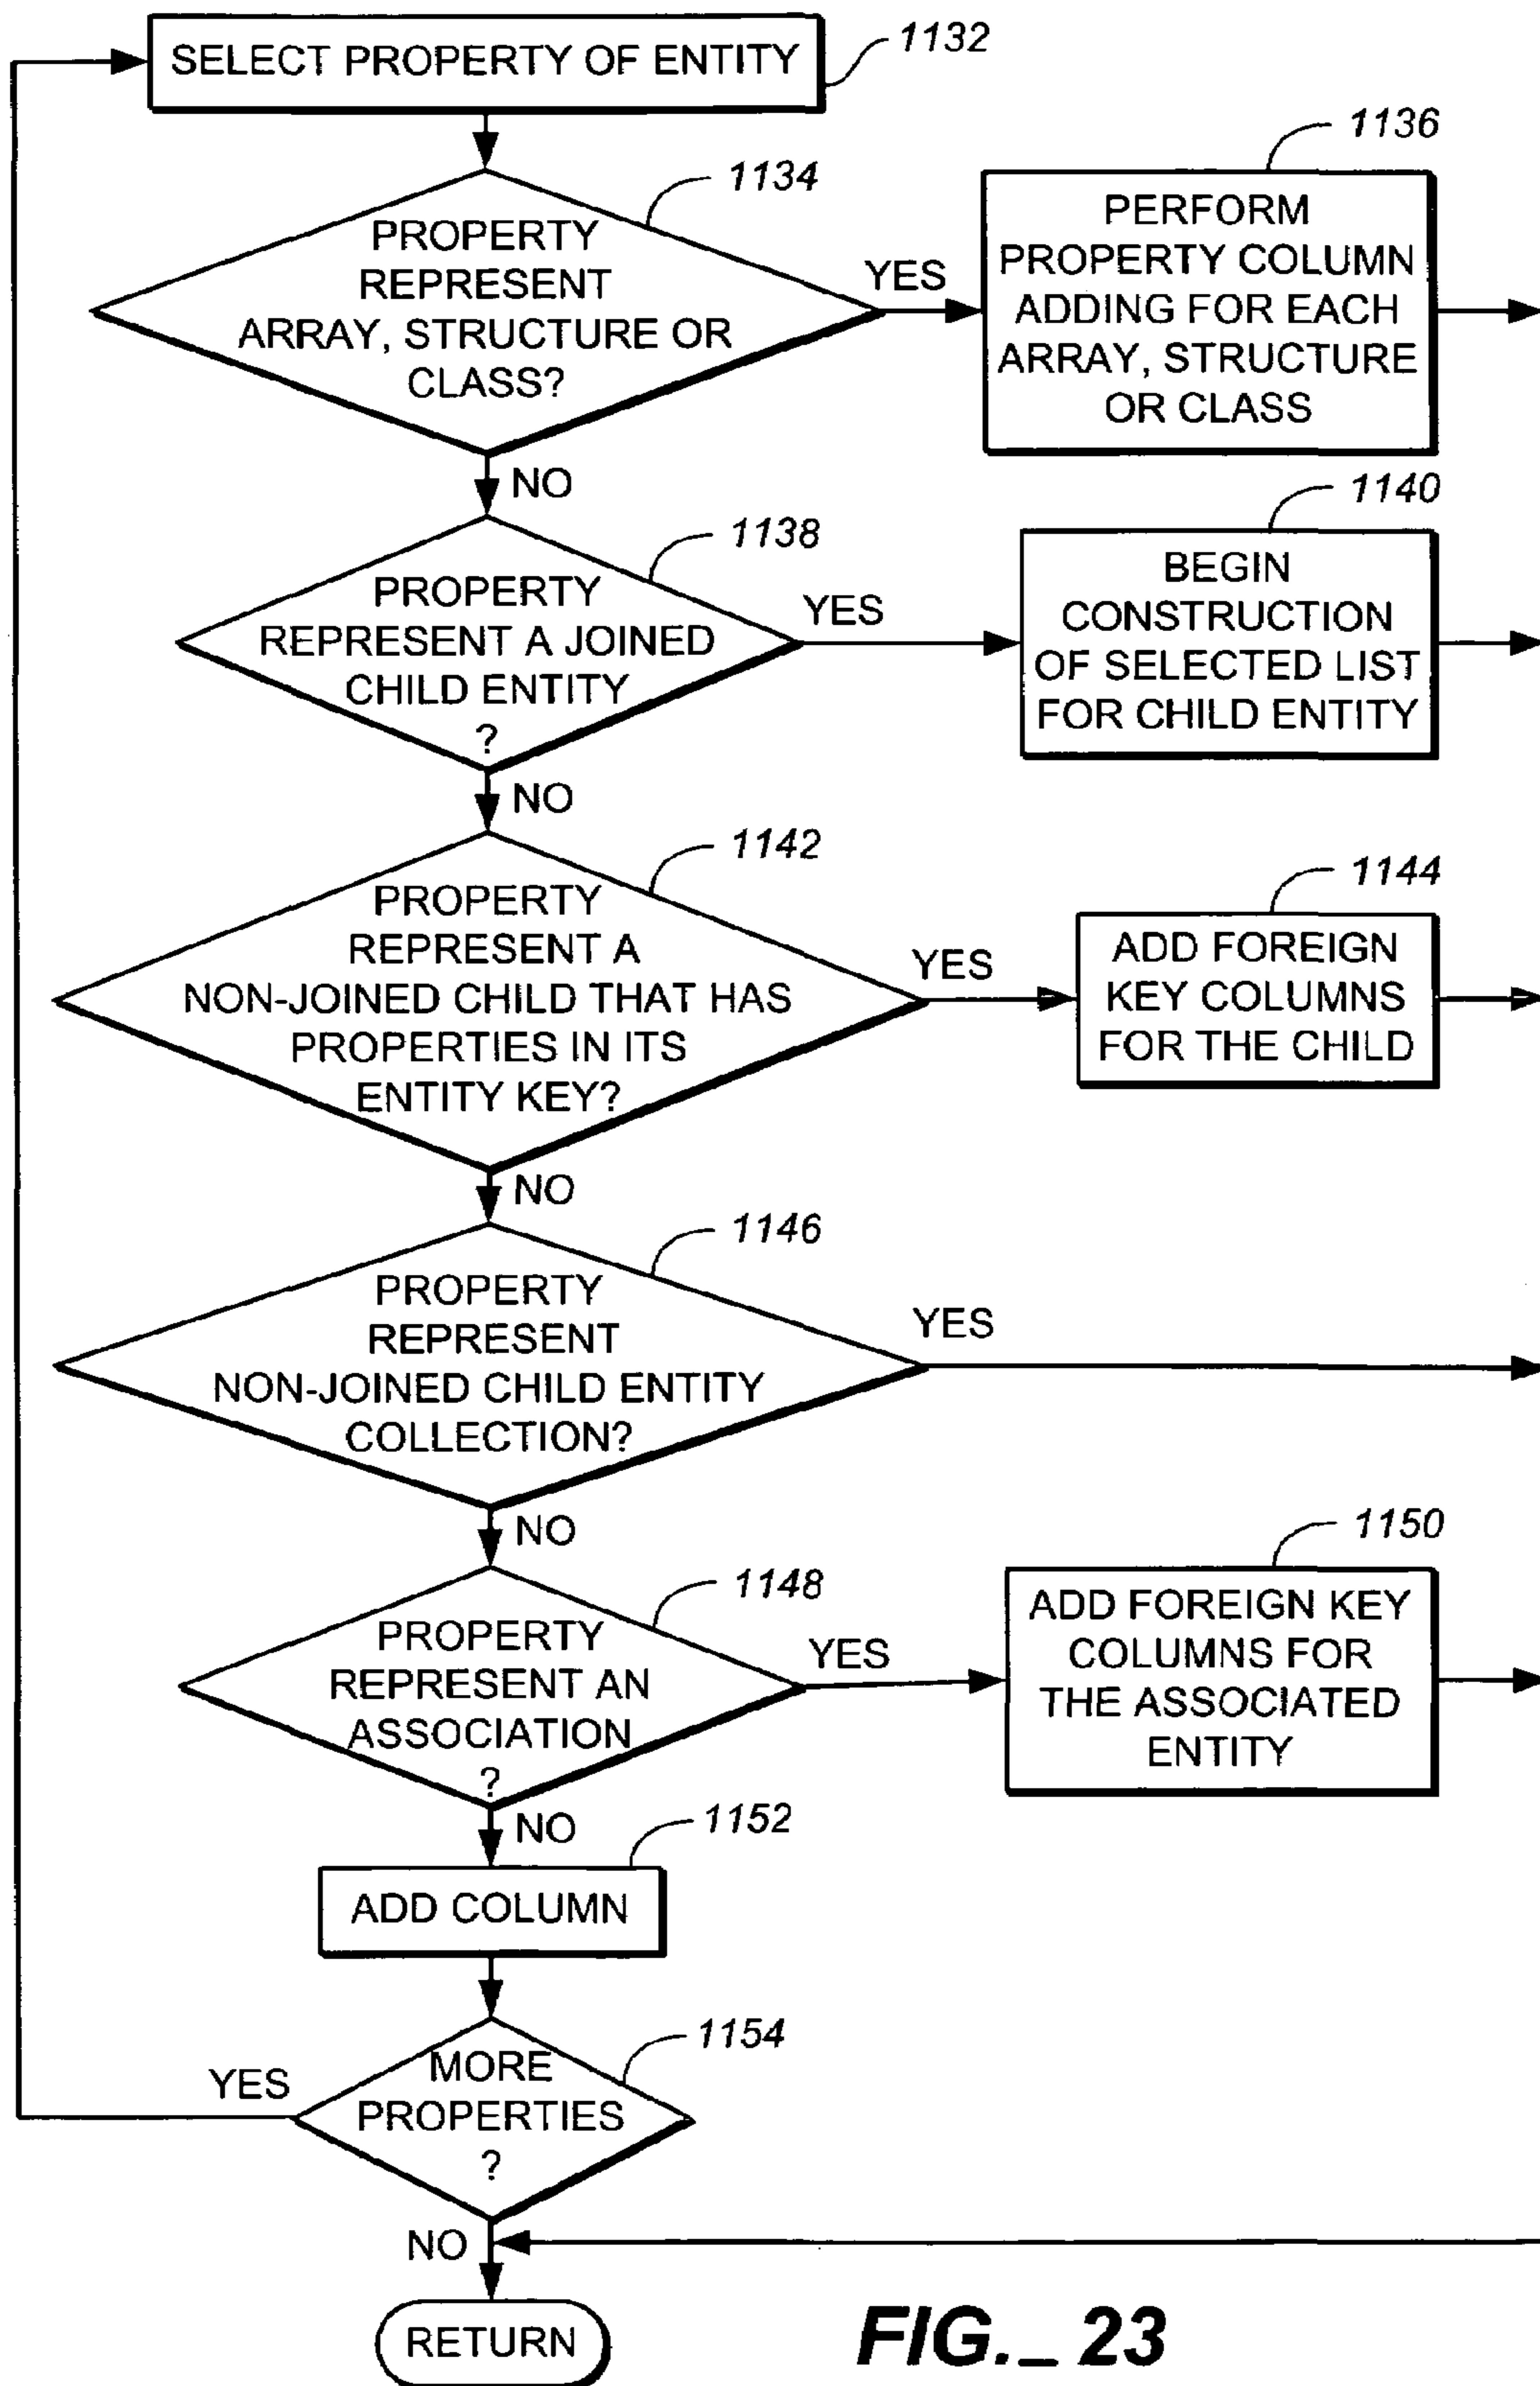 SELECT PROPERTY OF ENTITY
1132
PROPERTY
REPRESENT
ARRAY, STRUCTURE OR
CLASS?
1134
YES
PERFORM
PROPERTY COLUMN
ADDING FOR EACH
ARRAY, STRUCTURE
OR CLASS
1136
NO
PROPERTY
REPRESENT A JOINED
CHILD ENTITY
?
1138
YES
BEGIN
CONSTRUCTION
OF SELECTED LIST
FOR CHILD ENTITY
1140
NO
PROPERTY
REPRESENT A
NON-JOINED CHILD THAT HAS
PROPERTIES IN ITS
ENTITY KEY?
1142
YES
ADD FOREIGN
KEY COLUMNS
FOR THE CHILD
1144
NO
PROPERTY
REPRESENT
NON-JOINED CHILD ENTITY
COLLECTION?
1146
YES
NO
PROPERTY
REPRESENT AN
ASSOCIATION
?
1148
YES
ADD FOREIGN KEY
COLUMNS FOR
THE ASSOCIATED
ENTITY
1150
NO
ADD COLUMN
1152
MORE
PROPERTIES
?
1154
YES
NO
RETURN
FIG._ 23